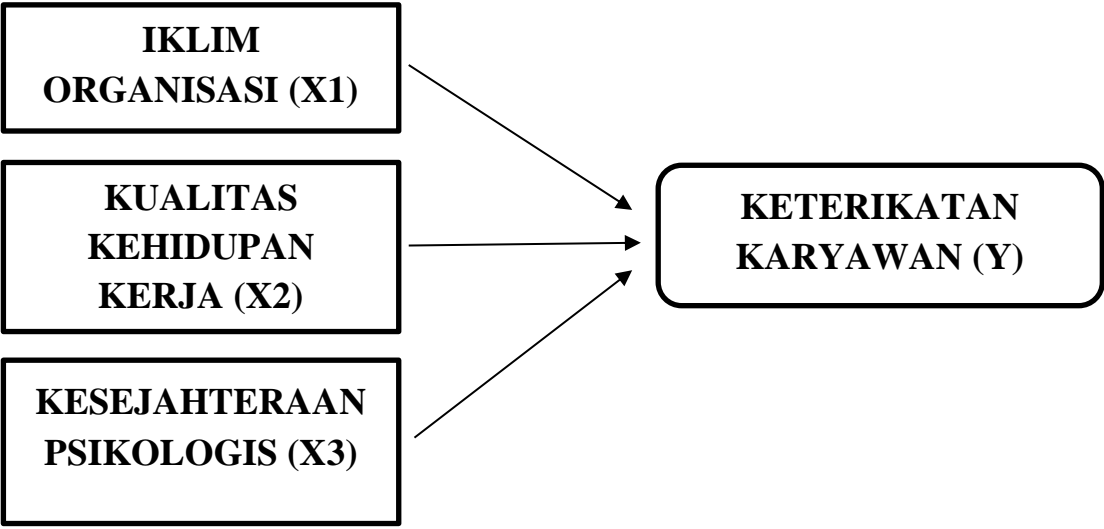 IKLIM
ORGANISASI (X1)
KUALITAS
KEHIDUPAN
KERJA (X2)
KESEJAHTERAAN
PSIKOLOGIS (X3)
KETERIKATAN
KARYAWAN (Y)